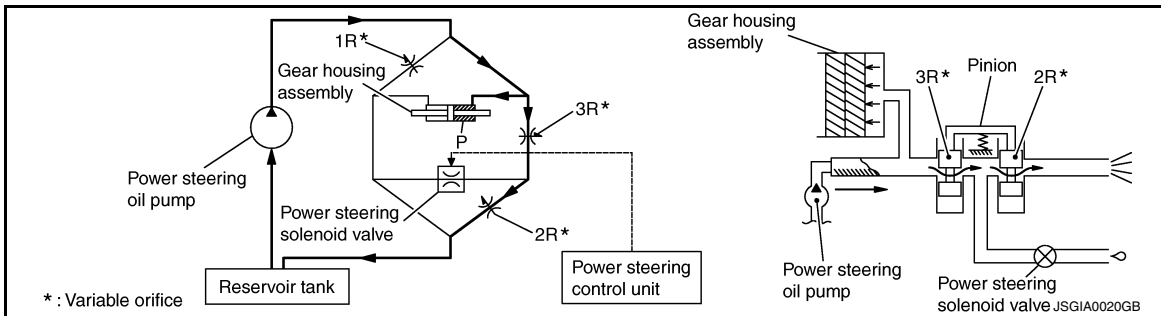 1R*
Gear housing
assembly
3R*
P
Power steering
oil pump
Power steering
solenoid valve
2R*
Reservoir tank
Power steering
control unit
* : Variable orifice
Gear housing
assembly
Pinion
3R*
2R*
Power steering
oil pump
Power steering
solenoid valve
JSGIA0020GB